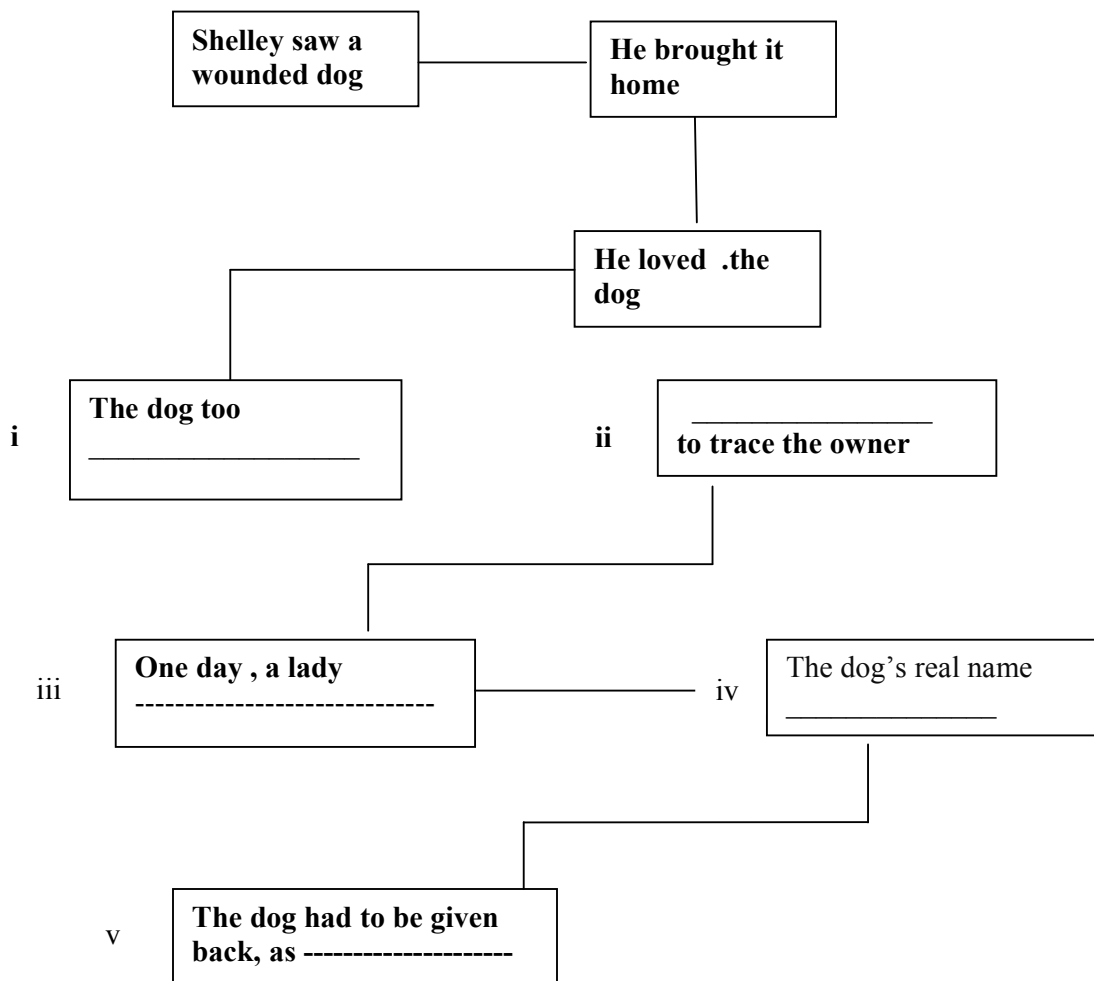 Shelley saw a
wounded dog
He brought it
home
He loved .the
dog
i
The dog too
__________________
ii
________________
to trace the owner
iii
One day , a lady
------------------------------
iv
The dog’s real name
______________
v
The dog had to be given
back, as ---------------------